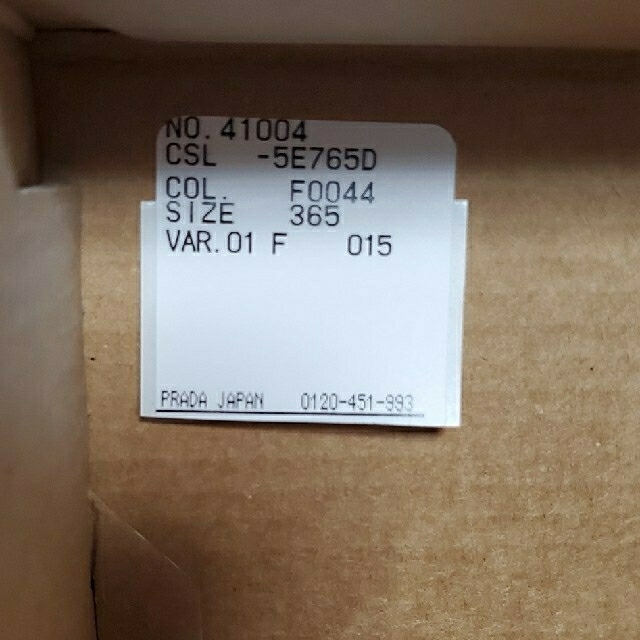 NO. 41004
CSL -5E765D
COL. F0044
SIZE 365
VAR. 01 F 015
PRADA JAPAN 0120-451-993